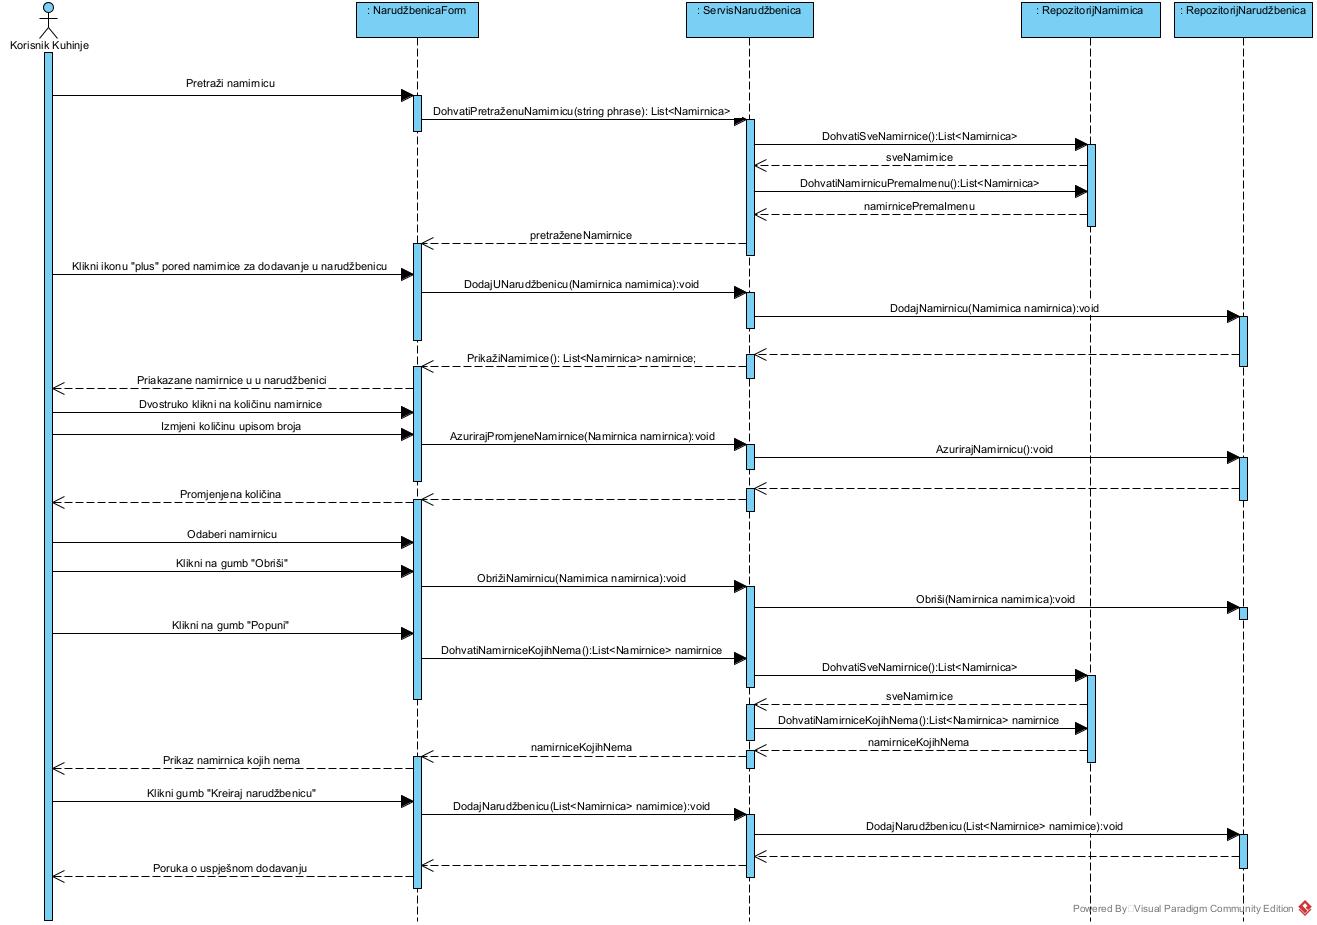 : NarudžbenicaForm
: ServisNarudžbenica
: RepozitorijNamirnica
: RepozitorijNarudžbenica
Korisnik Kuhinje
Pretraži namirnicu
DohvatiPretraženuNamirnicu(string phrase): List<Namirnica>
DohvatiSveNamirnice():List<Namirnica>
sveNamirnice
DohvatiNamirnicuPremaImenu():List<Namirnica>
namirnicePremaImenu
pretraženeNamirnice
Klikni ikonu "plus" pored namirnice za dodavanje u narudžbenicu
DodajUNarudžbenicu(Namirnica namirnica):void
DodajNamirnicu(Namirnica namirnica):void
PrikažiNamirnice(): List<Namirnica> namirnice;
Priakazane namirnice u u narudžbenici
Dvostruko klikni na količinu namirnice
Izmjeni količinu upisom broja
AzurirajPromjeneNamirnice(Namirnica namirnica):void
AzurirajNamirnicu():void
Promjenjena količina
Odaberi namirnicu
Klikni na gumb "Obriši"
ObrižiNamirnicu(Namirnica namirnica):void
Obriši(Namirnica namirnica):void
Klikni na gumb "Popuni"
DohvatiNamirniceKojihNema():List<Namirnice> namirnice
DohvatiSveNamirnice():List<Namirnica>
sveNamirnice
DohvatiNamirniceKojihNema():List<Namirnica> namirnice
namirniceKojihNema
namirniceKojihNema
Prikaz namirnica kojih nema
Klikni gumb "Kreiraj narudžbenicu"
DodajNarudžbenicu(List<Namirnica> namirnice):void
DodajNarudžbenicu(List<Namirnice> namirnice):void
Poruka o uspješnom dodavanju
Powered By Visual Paradigm Community Edition